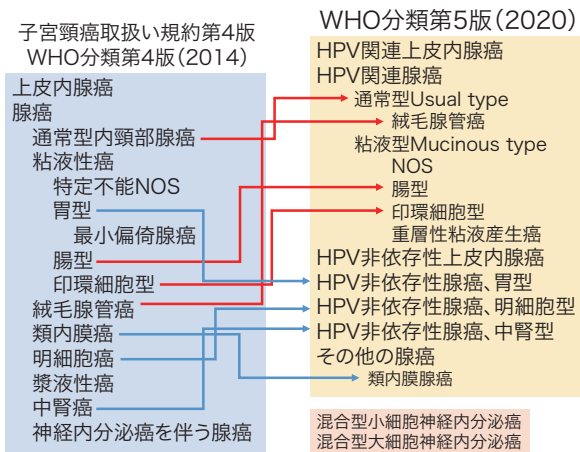 子宮頸癌取扱い規約第4版
WHO分類第4版(2014)
上皮内腺癌
腺癌
通常型内頸部腺癌
粘液性癌
特定不能NOS
胃型
最小偏倚腺癌
腸型
印環細胞型
絨毛腺管癌
類内膜癌
明細胞癌
漿液性癌
中腎癌
神経内分泌癌を伴う腺癌
WHO分類第5版(2020)
HPV関連上皮内腺癌
HPV関連腺癌
通常型Usual type
絨毛腺管癌
粘液型Mucinous type
NOS
腸型
印環細胞型
重層性粘液産生癌
HPV非依存性上皮内腺癌
HPV非依存性腺癌、胃型
HPV非依存性腺癌、明細胞型
HPV非依存性腺癌、中腎型
その他の腺癌
類内膜腺癌
混合型小細胞神経内分泌癌
混合型大細胞神経内分泌癌